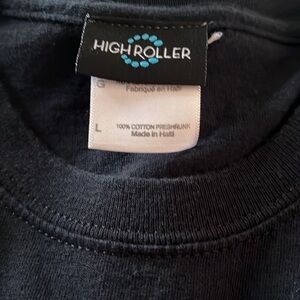 HIGH ROLLER
G
Fabriqué en Haïti
L
100% COTTON PRESHRUNK
Made in Haiti